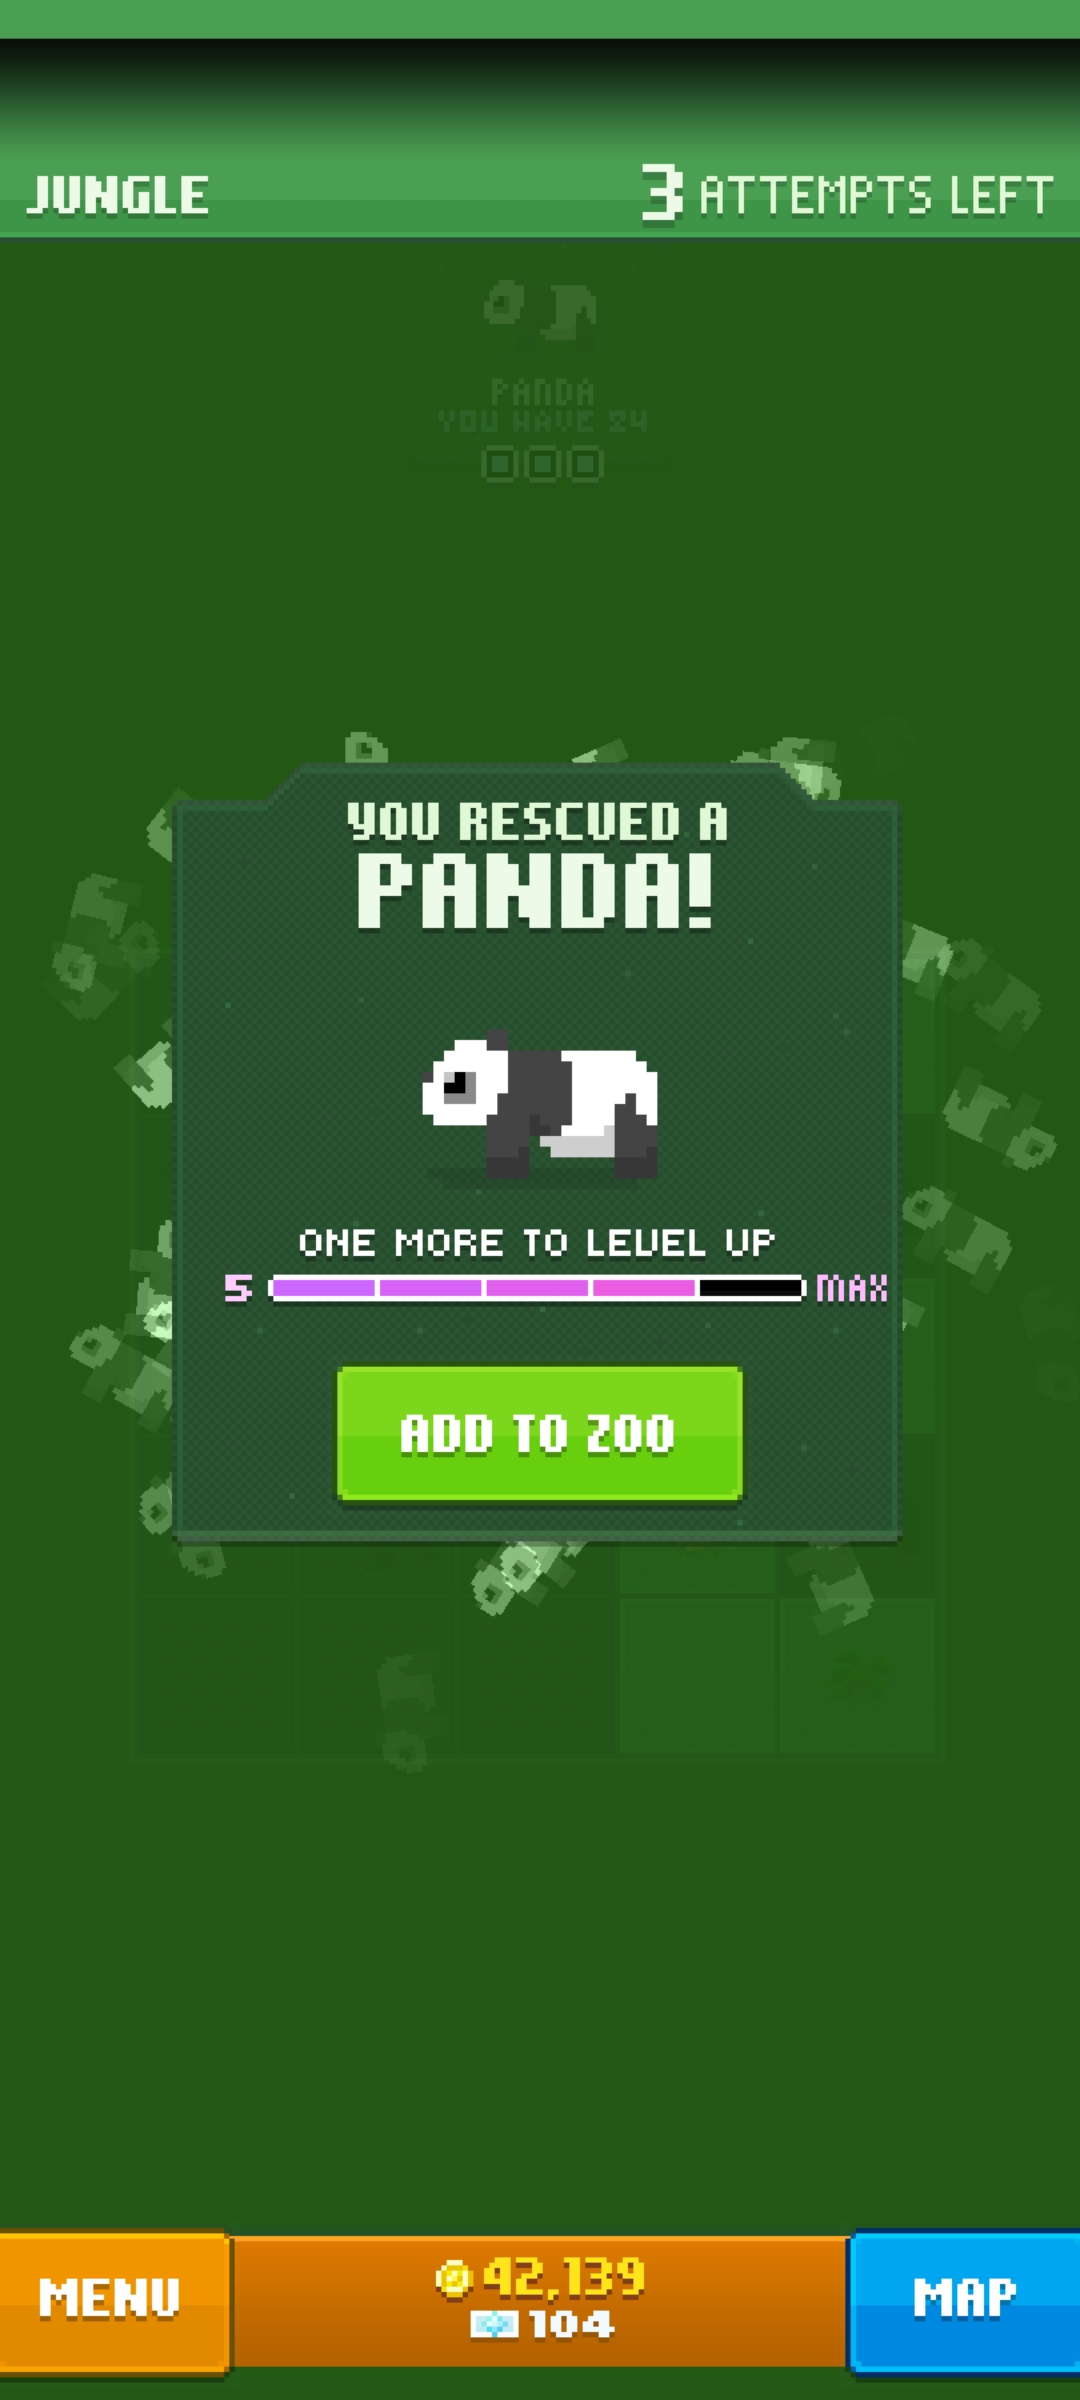 JUNGLE
3 ATTEMPTS LEFT
PANDA
YOU HAVE 24
YOU RESCUED A
PANDA!
ONE MORE TO LEVEL UP
5 MAX
ADD TO ZOO
MENU
42,139
104
MAP